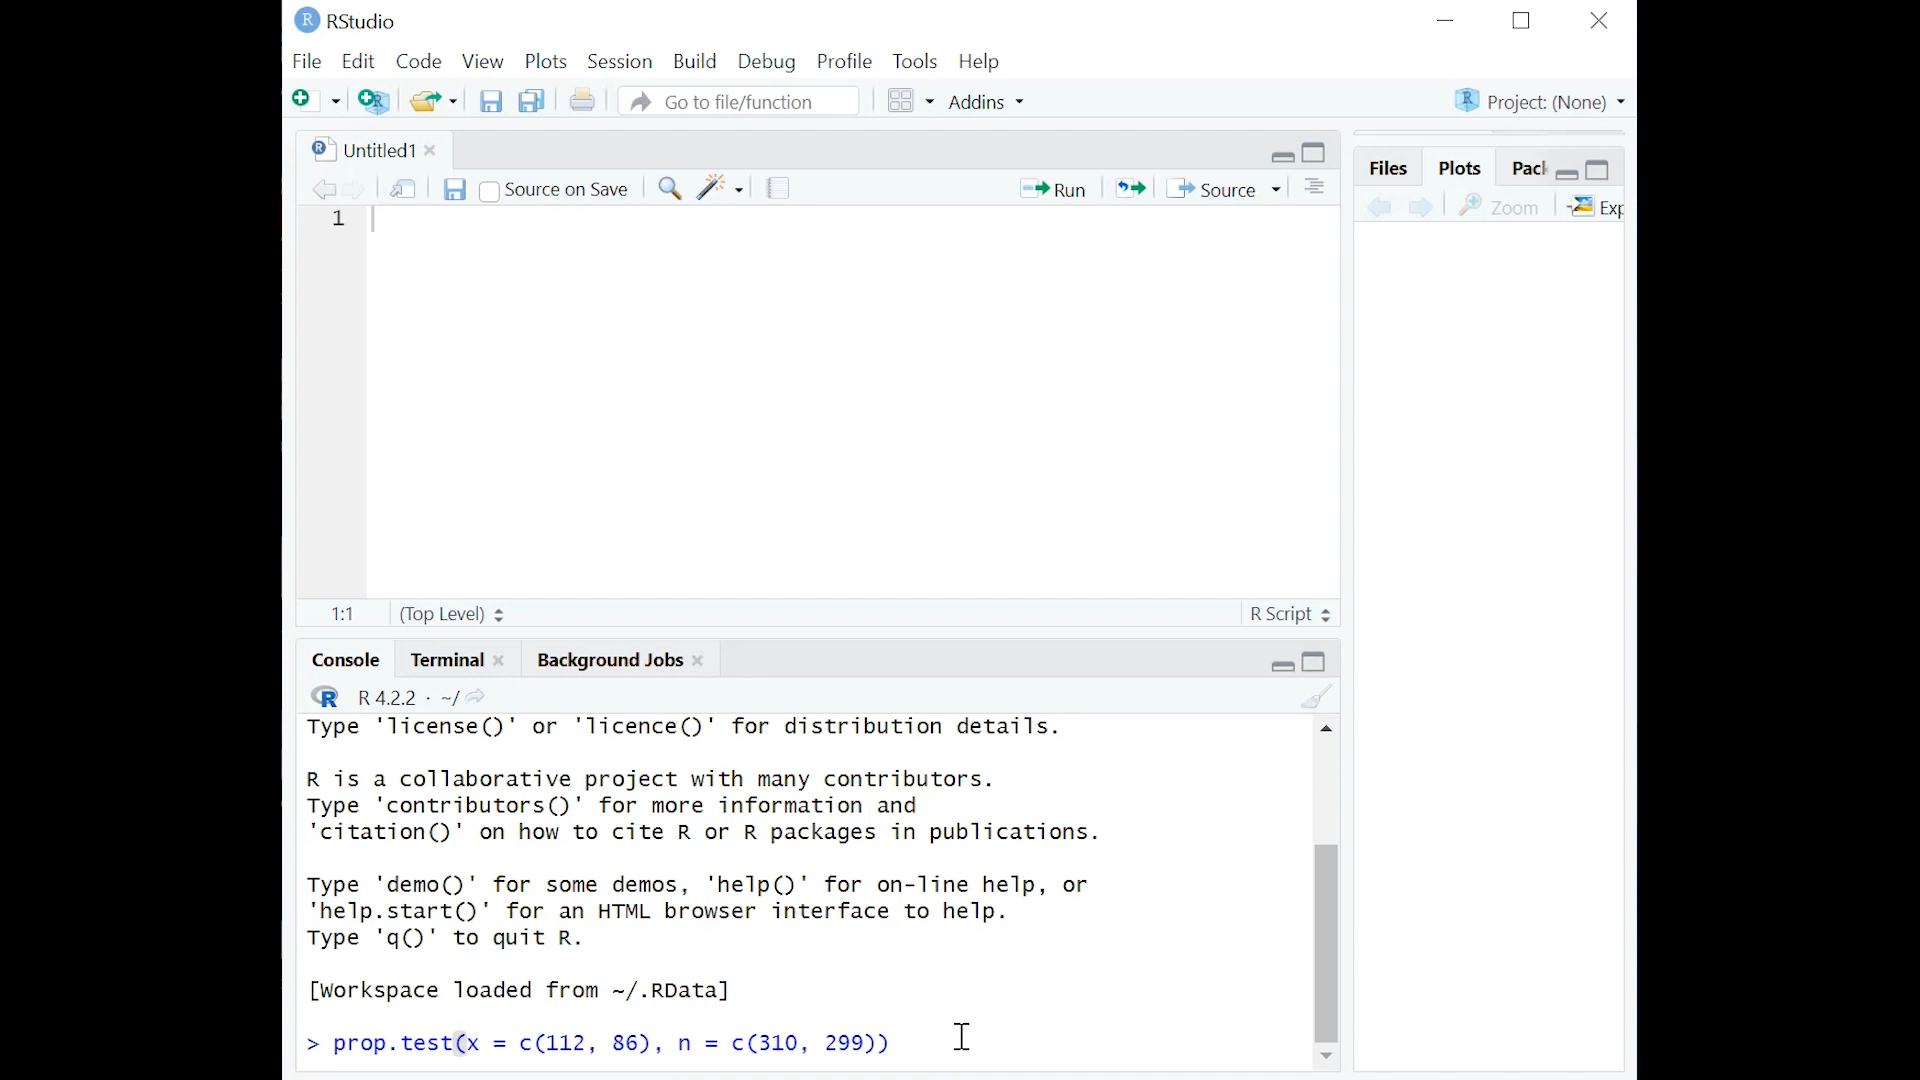 RStudio
File Edit Code View Plots Session Build Debug Profile Tools Help
Go to file/function Addins Project: (None)
Untitled1
Source on Save Run Source
1
1:1 (Top Level) R Script
Files Plots Pack
Zoom Exp
Console Terminal Background Jobs
R 4.2.2 · ~/
Type 'license()' or 'licence()' for distribution details.
R is a collaborative project with many contributors.
Type 'contributors()' for more information and
'citation()' on how to cite R or R packages in publications.
Type 'demo()' for some demos, 'help()' for on-line help, or
'help.start()' for an HTML browser interface to help.
Type 'q()' to quit R.
[Workspace loaded from ~/.RData]
> prop.test(x = c(112, 86), n = c(310, 299))